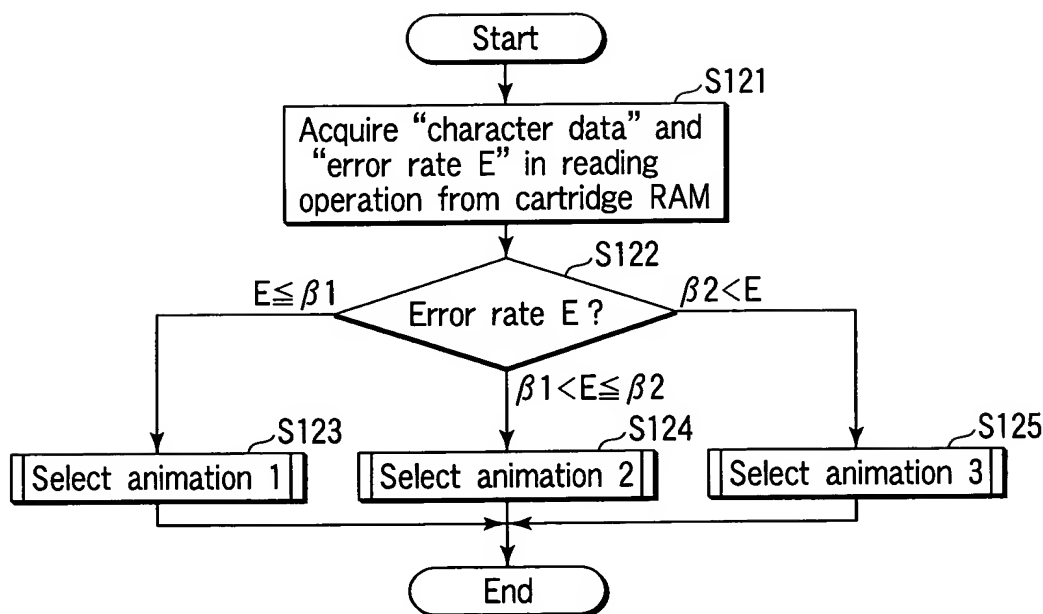 Start
S121
Acquire “character data” and
“error rate E” in reading
operation from cartridge RAM
S122
E≦β1
Error rate E?
β2<E
β1<E≦β2
S123
Select animation 1
S124
Select animation 2
S125
Select animation 3
End